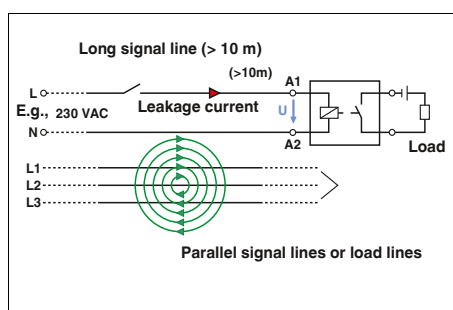 Long signal line (> 10 m)
(>10m)
A1
L
Leakage current
E.g., 230 VAC
U
N
A2
Load
L1
L2
L3
Parallel signal lines or load lines